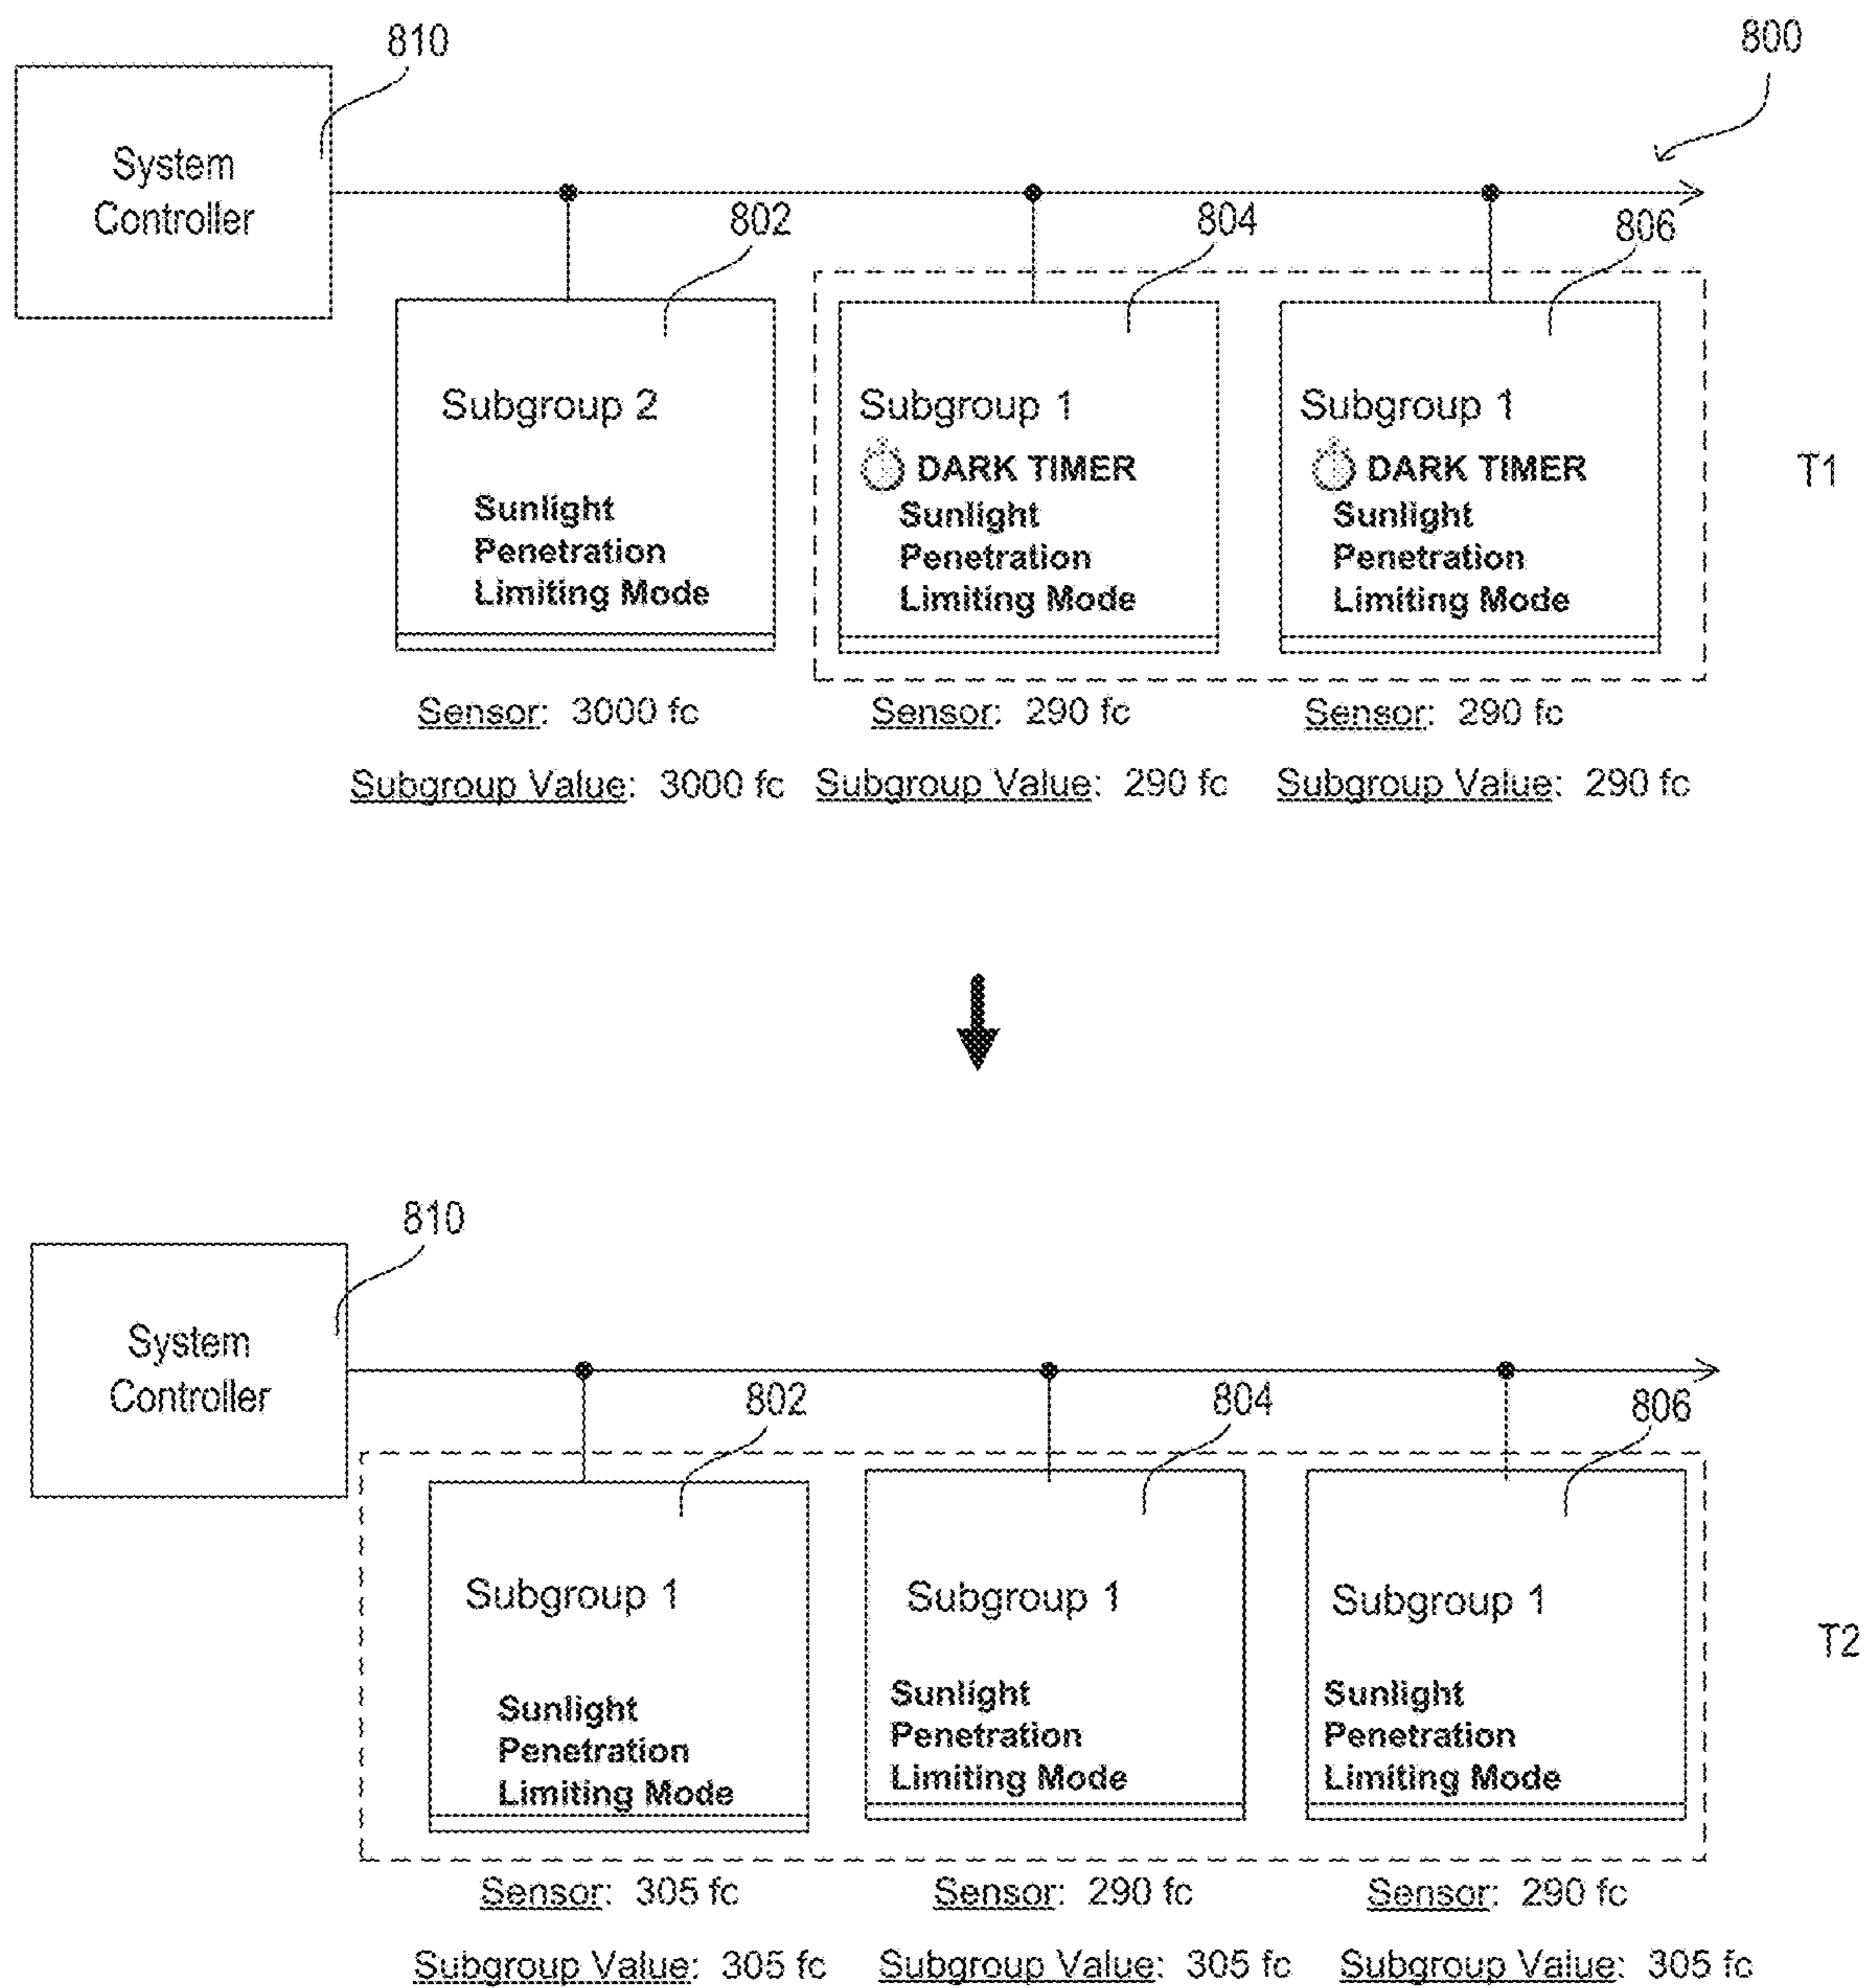 810
800
System
Controller
802
804
806
Subgroup 2
Subgroup 1
Subgroup 1
DARK TIMER
DARK TIMER
Sunlight
Penetration
Limiting Mode
Sunlight
Penetration
Limiting Mode
Sunlight
Penetration
Limiting Mode
T1
Sensor: 3000 fc
Sensor: 290 fc
Sensor: 290 fc
Subgroup Value: 3000 fc
Subgroup Value: 290 fc
Subgroup Value: 290 fc
810
System
Controller
802
804
806
Subgroup 1
Subgroup 1
Subgroup 1
Sunlight
Penetration
Limiting Mode
Sunlight
Penetration
Limiting Mode
Sunlight
Penetration
Limiting Mode
T2
Sensor: 305 fc
Sensor: 290 fc
Sensor: 290 fc
Subgroup Value: 305 fc
Subgroup Value: 305 fc
Subgroup Value: 305 fc